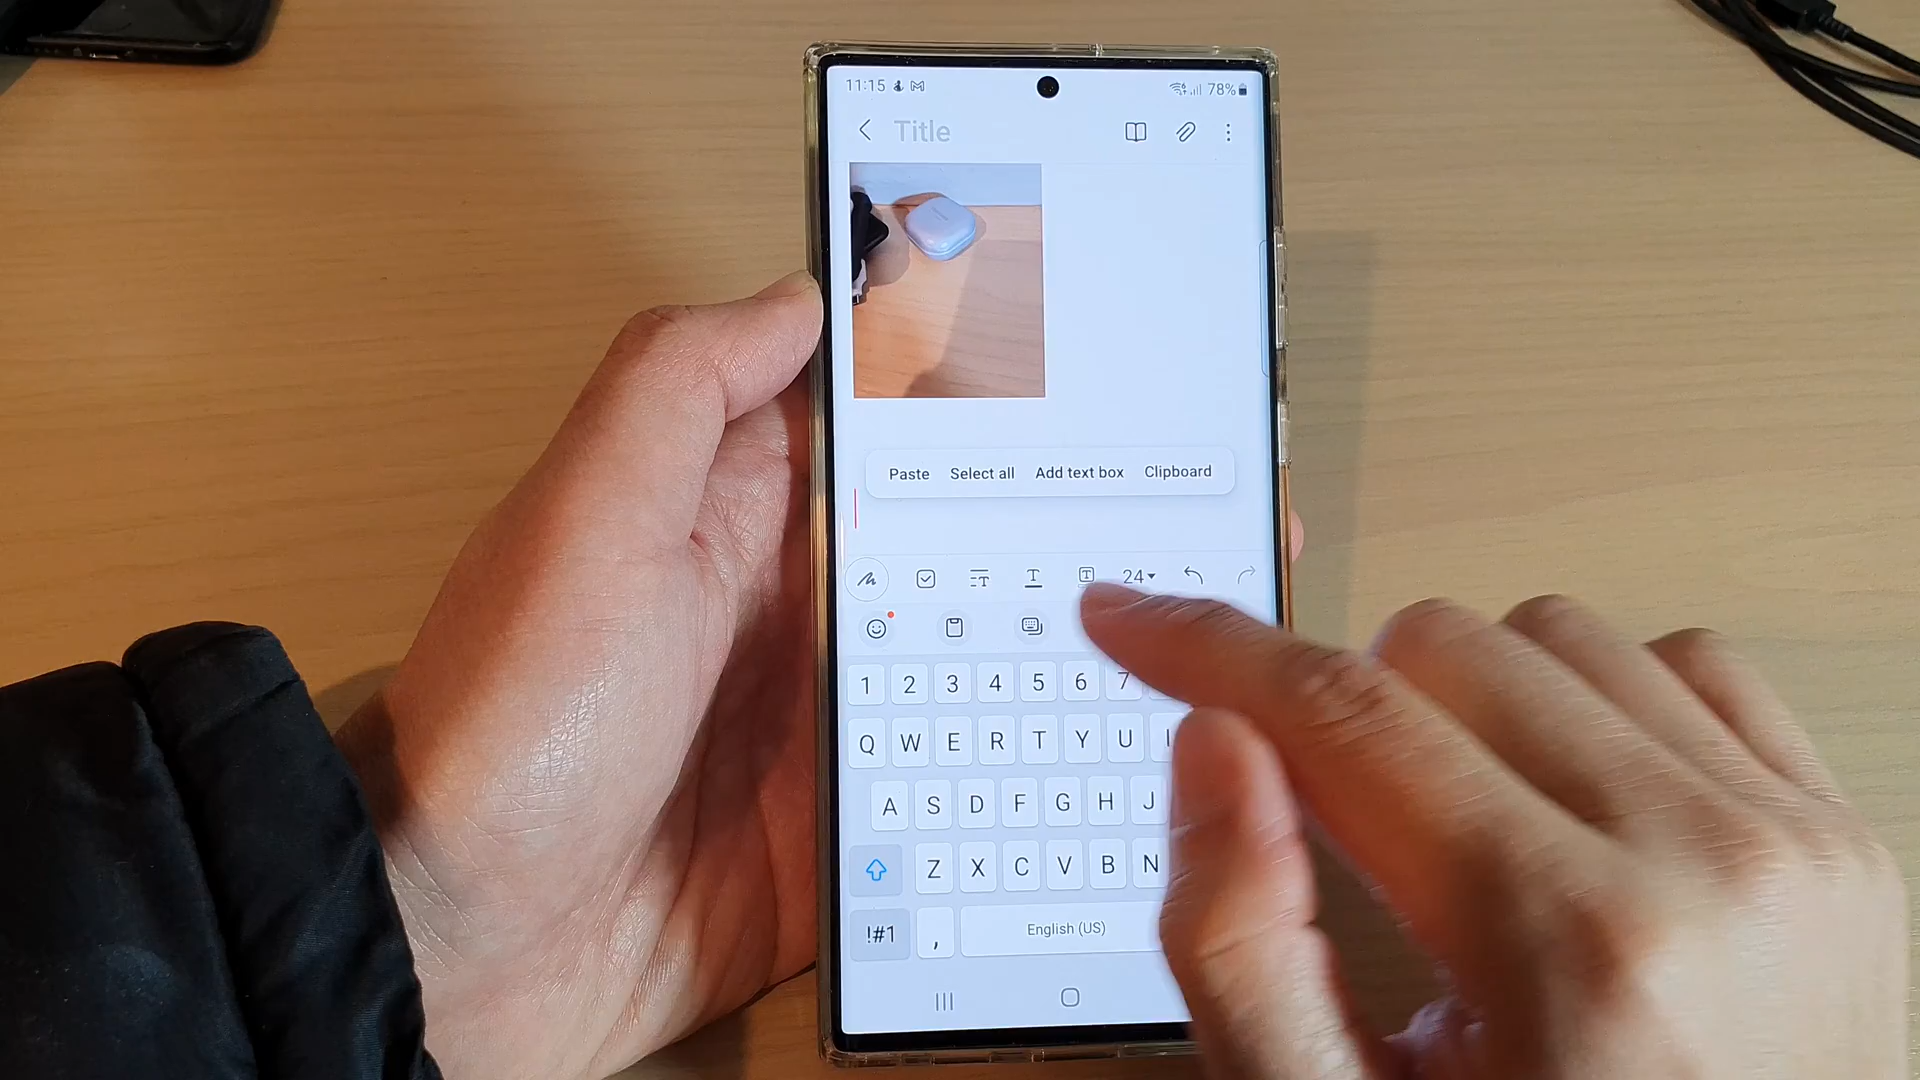 11:15 78%
Title
Paste Select all Add text box Clipboard
24
1 2 3 4 5 6 7
Q W E R T Y U I
A S D F G H J
Z X C V B N
!#1 , English (US)